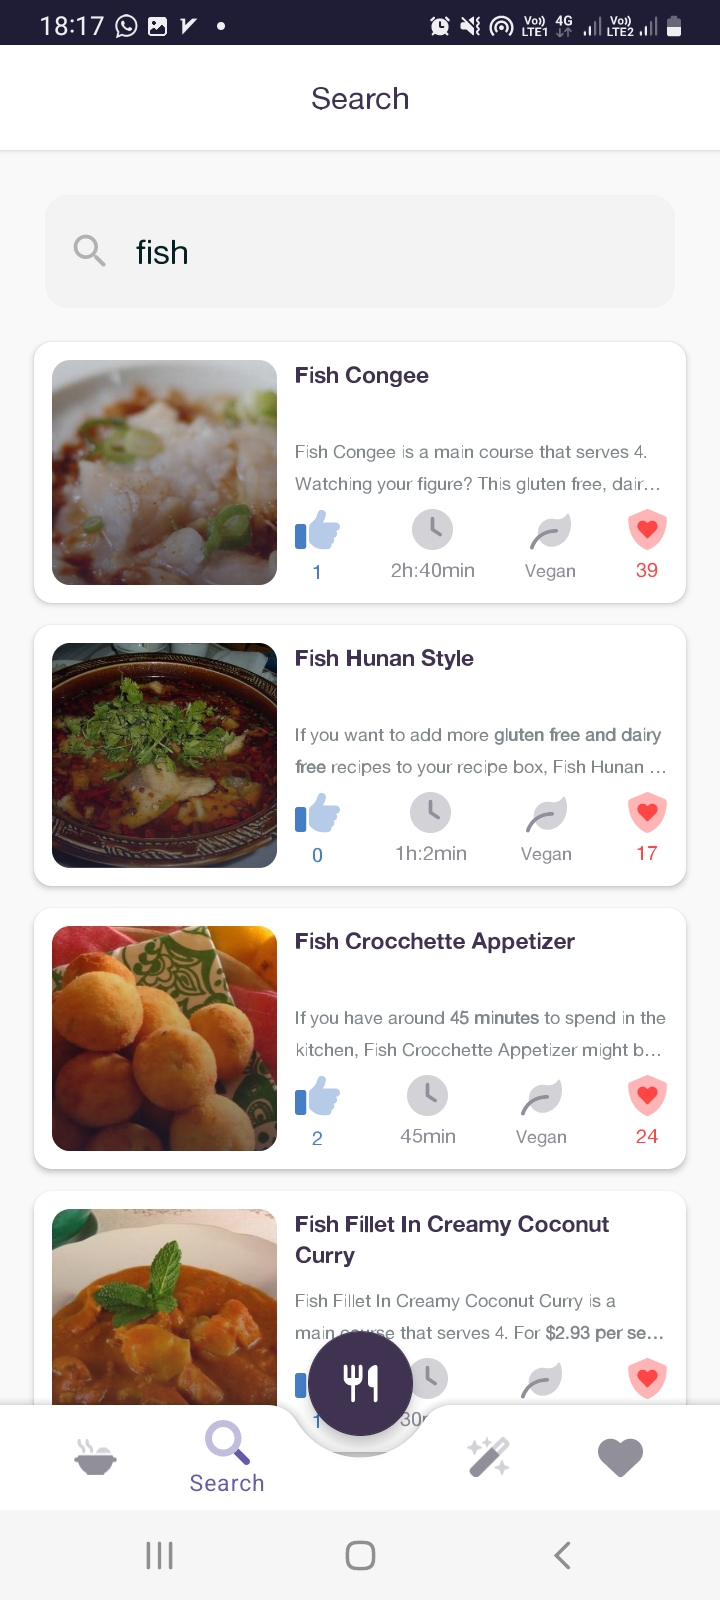 18:17
Vo)) LTE1 4G Vo)) LTE2
Search
fish
Fish Congee
Fish Congee is a main course that serves 4.
Watching your figure? This gluten free, dair...
1 2h:40min Vegan 39
Fish Hunan Style
If you want to add more gluten free and dairy
free recipes to your recipe box, Fish Hunan ...
0 1h:2min Vegan 17
Fish Crocchette Appetizer
If you have around 45 minutes to spend in the
kitchen, Fish Crocchette Appetizer might b...
2 45min Vegan 24
Fish Fillet In Creamy Coconut
Curry
Fish Fillet In Creamy Coconut Curry is a
main course that serves 4. For $2.93 per se...
1
Search